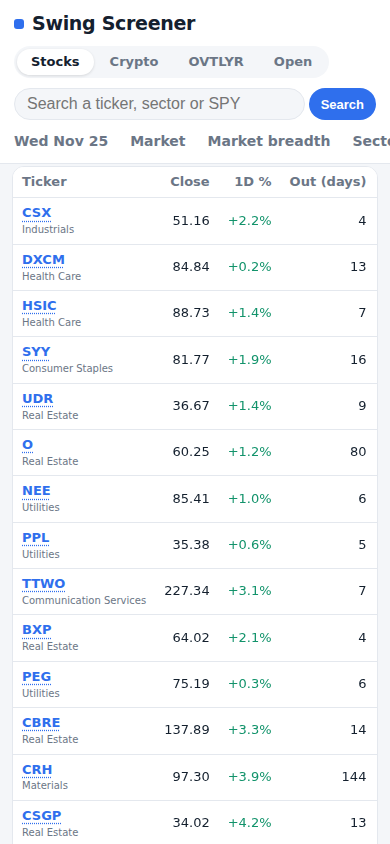 Swing Screener
Stocks Crypto OVTLYR Open
Search a ticker, sector or SPY Search
Wed Nov 25 Market Market breadth Secto
Ticker Close 1D % Out (days)
CSX 51.16 +2.2% 4
Industrials
DXCM 84.84 +0.2% 13
Health Care
HSIC 88.73 +1.4% 7
Health Care
SYY 81.77 +1.9% 16
Consumer Staples
UDR 36.67 +1.4% 9
Real Estate
O 60.25 +1.2% 80
Real Estate
NEE 85.41 +1.0% 6
Utilities
PPL 35.38 +0.6% 5
Utilities
TTWO 227.34 +3.1% 7
Communication Services
BXP 64.02 +2.1% 4
Real Estate
PEG 75.19 +0.3% 6
Utilities
CBRE 137.89 +3.3% 14
Real Estate
CRH 97.30 +3.9% 144
Materials
CSGP 34.02 +4.2% 13
Real Estate